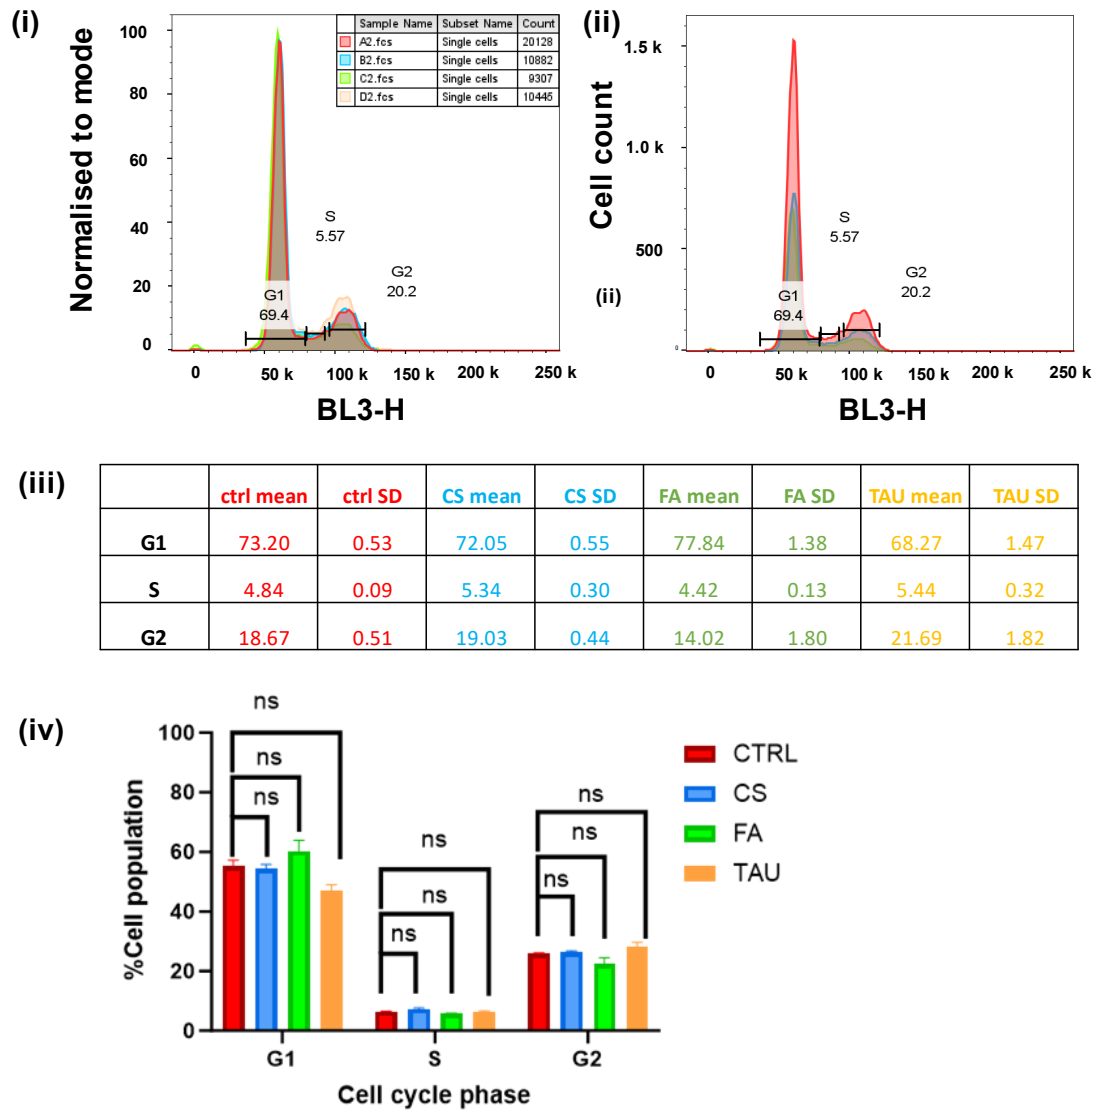 (i)
Normalised to mode
100
80
60
40
20
0
Sample Name Subset Name Count
A2.fcs Single cells 20128
B2.fcs Single cells 10882
C2.fcs Single cells 9307
D2.fcs Single cells 10445
S
5.57
G2
20.2
G1
69.4
0 50 k 100 k 150 k 200 k 250 k
BL3-H
(ii)
Cell count
1.5 k
1.0 k
500
0
(ii)
S
5.57
G2
20.2
G1
69.4
0 50 k 100 k 150 k 200 k 250 k
BL3-H
(iii)
ctrl mean ctrl SD CS mean CS SD FA mean FA SD TAU mean TAU SD
G1 73.20 0.53 72.05 0.55 77.84 1.38 68.27 1.47
S 4.84 0.09 5.34 0.30 4.42 0.13 5.44 0.32
G2 18.67 0.51 19.03 0.44 14.02 1.80 21.69 1.82
(iv)
%Cell population
100
80
60
40
20
0
ns
ns
ns
ns
ns
ns
ns
ns
ns
G1 S G2
Cell cycle phase
CTRL
CS
FA
TAU